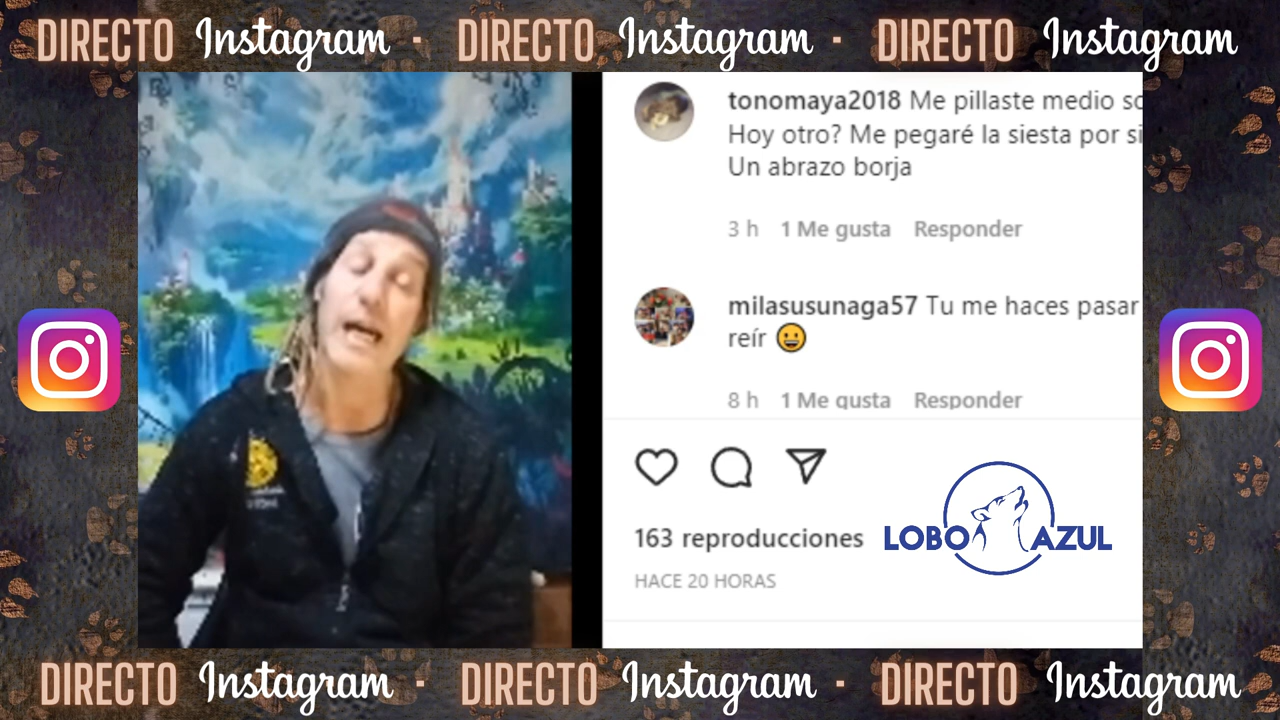 DIRECTO Instagram · DIRECTO Instagram · DIRECTO Instagram
tonomaya2018 Me pillaste medio
Hoy otro? Me pegaré la siesta por si
Un abrazo borja
3 h 1 Me gusta Responder
milasusunaga57 Tu me haces pasar
reír 😀
8 h 1 Me gusta Responder
163 reproducciones
LOBO AZUL
HACE 20 HORAS
DIRECTO Instagram · DIRECTO Instagram · DIRECTO Instagram